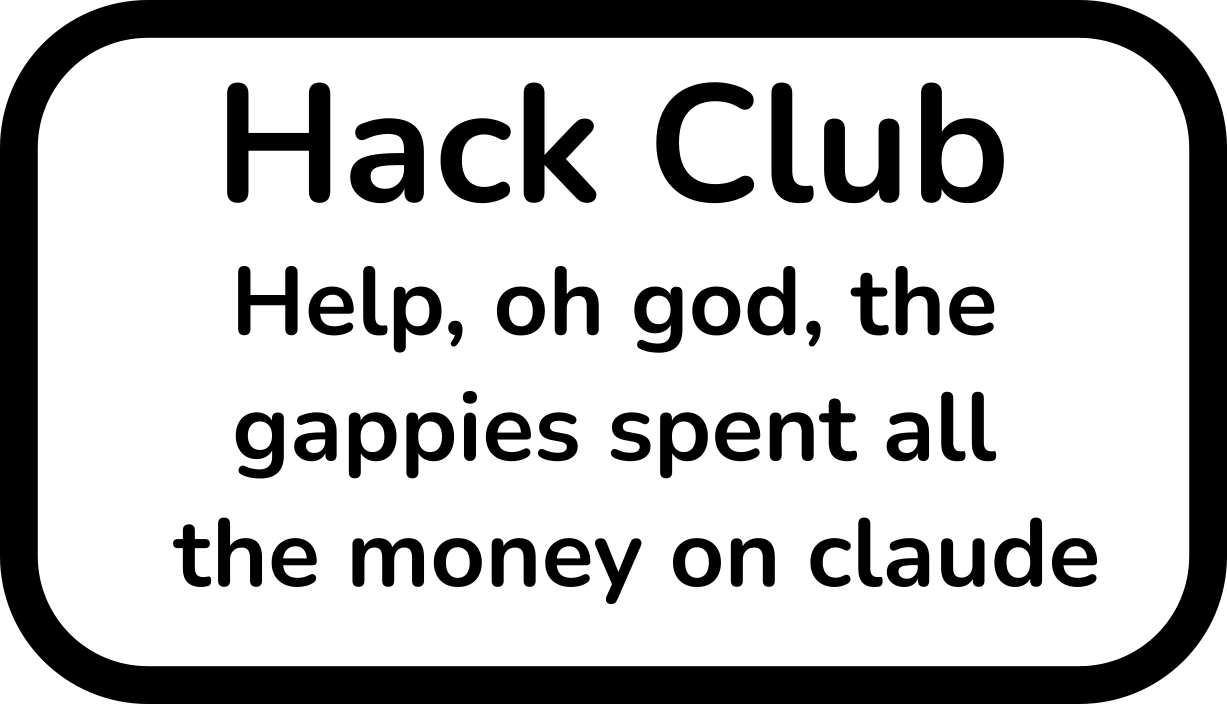 Hack Club
Help, oh god, the
gappies spent all
the money on claude